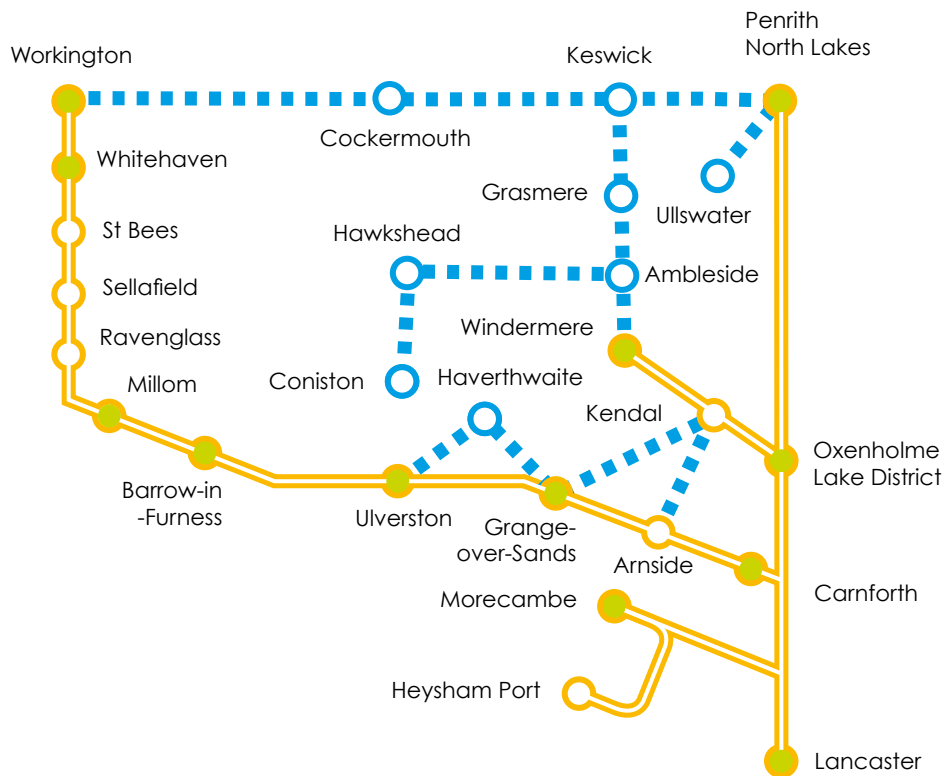 Penrith
North Lakes
Workington
Keswick
Cockermouth
Whitehaven
Grasmere
Ullswater
St Bees
Hawkshead
Ambleside
Sellafield
Windermere
Ravenglass
Coniston
Haverthwaite
Millom
Kendal
Oxenholme
Lake District
Barrow-in
-Furness
Ulverston
Grange-
over-Sands
Arnside
Carnforth
Morecambe
Heysham Port
Lancaster